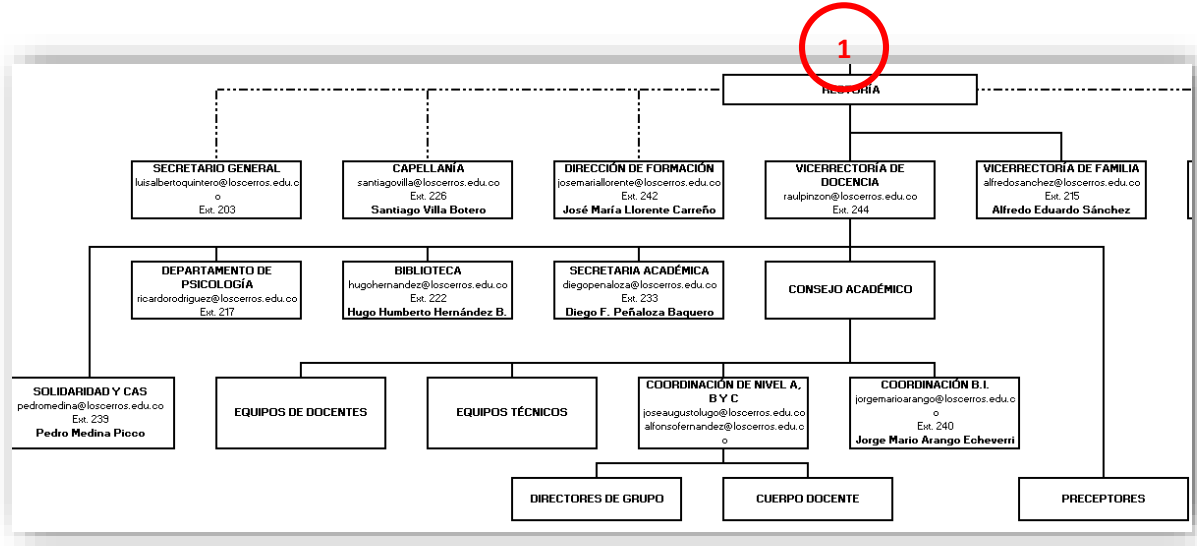 1
RECTORÍA
SECRETARIO GENERAL
luisalbertoquintero@loscerros.edu.c
o
Ext. 203
CAPELLANÍA
santiagovilla@loscerros.edu.co
Ext. 226
Santiago Villa Botero
DIRECCIÓN DE FORMACIÓN
josemariallorente@loscerros.edu.co
Ext. 242
José María Llorente Carreño
VICERRECTORÍA DE
DOCENCIA
raulpinzon@loscerros.edu.co
Ext. 244
VICERRECTORÍA DE FAMILIA
alfredosanchez@loscerros.edu.co
Ext. 215
Alfredo Eduardo Sánchez
DEPARTAMENTO DE
PSICOLOGÍA
ricardorodriguez@loscerros.edu.co
Ext. 217
BIBLIOTECA
hugohernandez@loscerros.edu.co
Ext. 222
Hugo Humberto Hernández B.
SECRETARIA ACADÉMICA
diegopenaloza@loscerros.edu.co
Ext. 233
Diego F. Peñaloza Baquero
CONSEJO ACADÉMICO
SOLIDARIDAD Y CAS
pedromedina@loscerros.edu.co
Ext. 239
Pedro Medina Picco
EQUIPOS DE DOCENTES
EQUIPOS TÉCNICOS
COORDINACIÓN DE NIVEL A,
B Y C
joseaugustolugo@loscerros.edu.co
alfonsofernandez@loscerros.edu.c
o
COORDINACIÓN B.I.
jorgemarioarango@loscerros.edu.c
o
Ext. 240
Jorge Mario Arango Echeverri
DIRECTORES DE GRUPO
CUERPO DOCENTE
PRECEPTORES